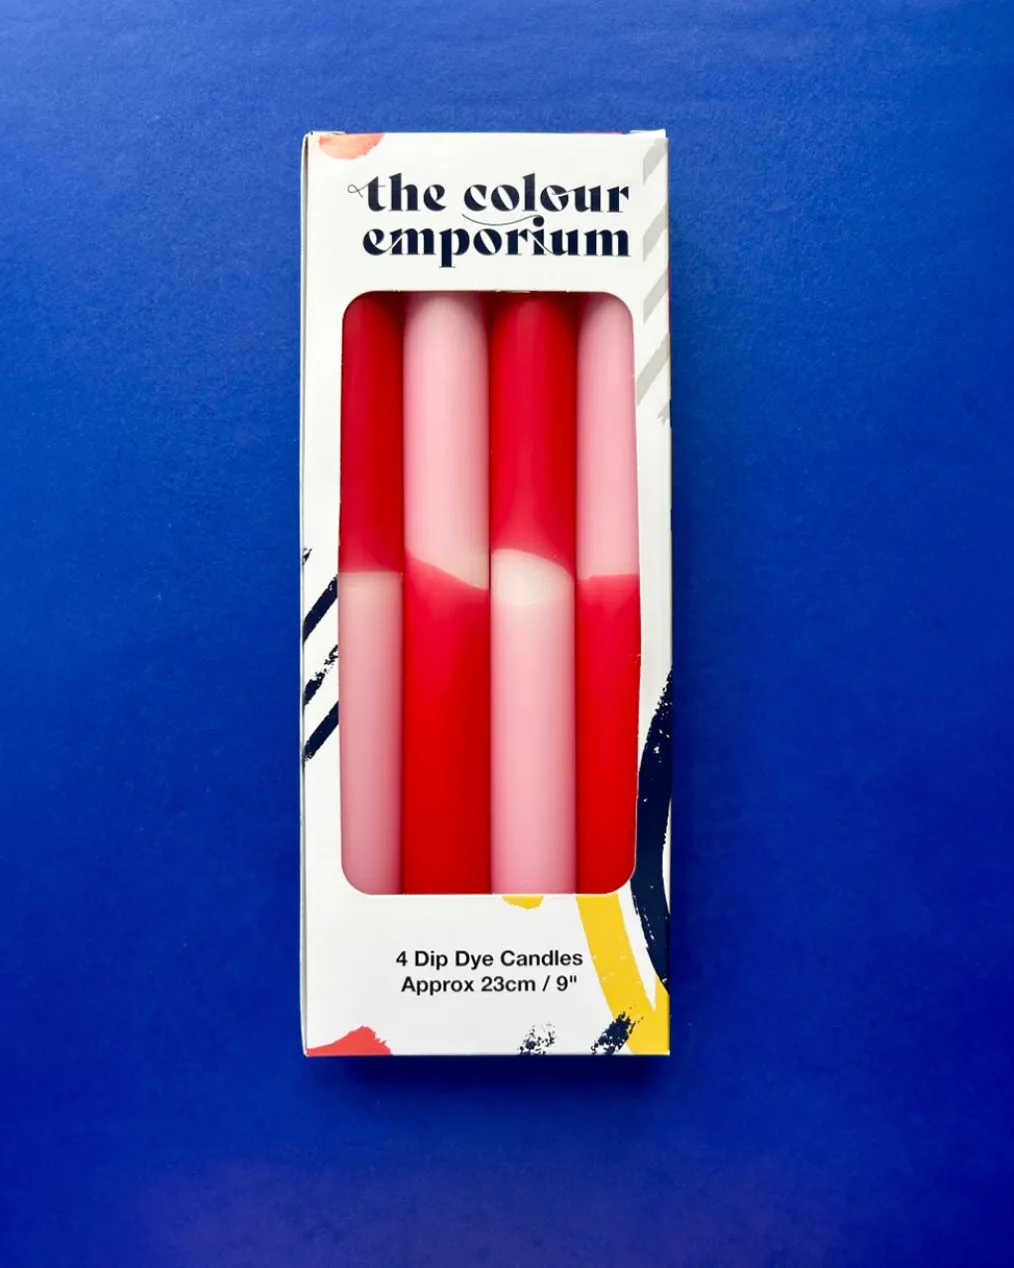 the colour
emporium
4 Dip Dye Candles
Approx 23cm / 9"